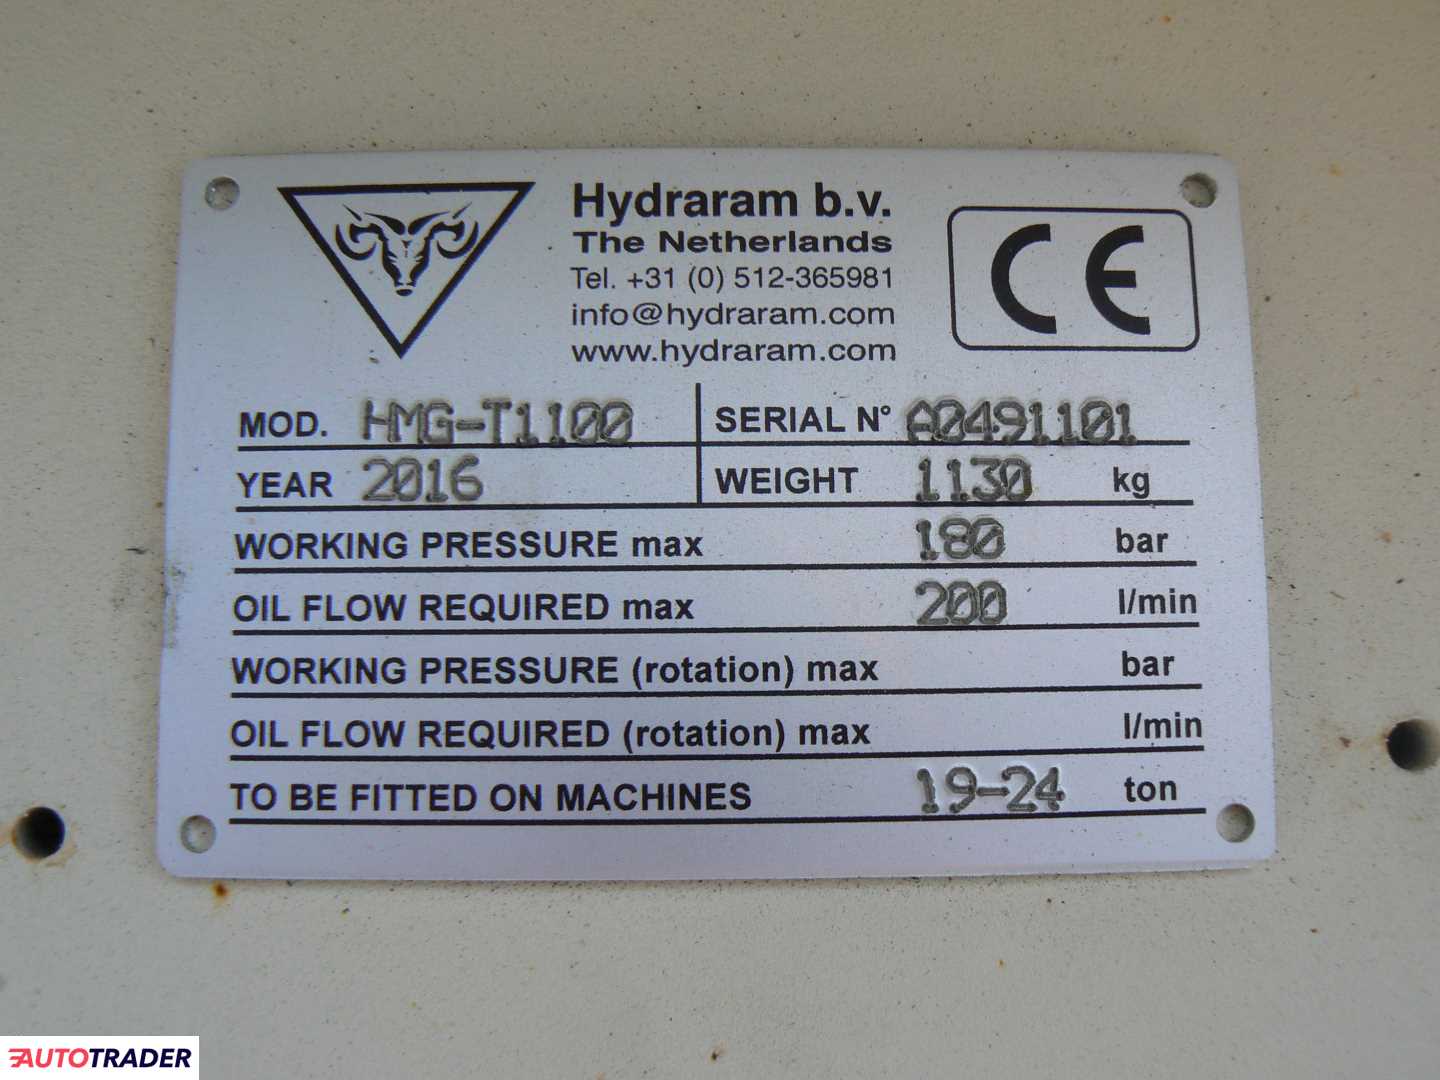 Hydraram b.v.
The Netherlands
Tel. +31 (0) 512-365981
info@hydraram.com
www.hydraram.com
CE
MOD. HMG-T1100 SERIAL N° A0491101
YEAR 2016 WEIGHT 1130 kg
WORKING PRESSURE max 180 bar
OIL FLOW REQUIRED max 200 l/min
WORKING PRESSURE (rotation) max bar
OIL FLOW REQUIRED (rotation) max l/min
TO BE FITTED ON MACHINES 19-24 ton
AUTOTRADER